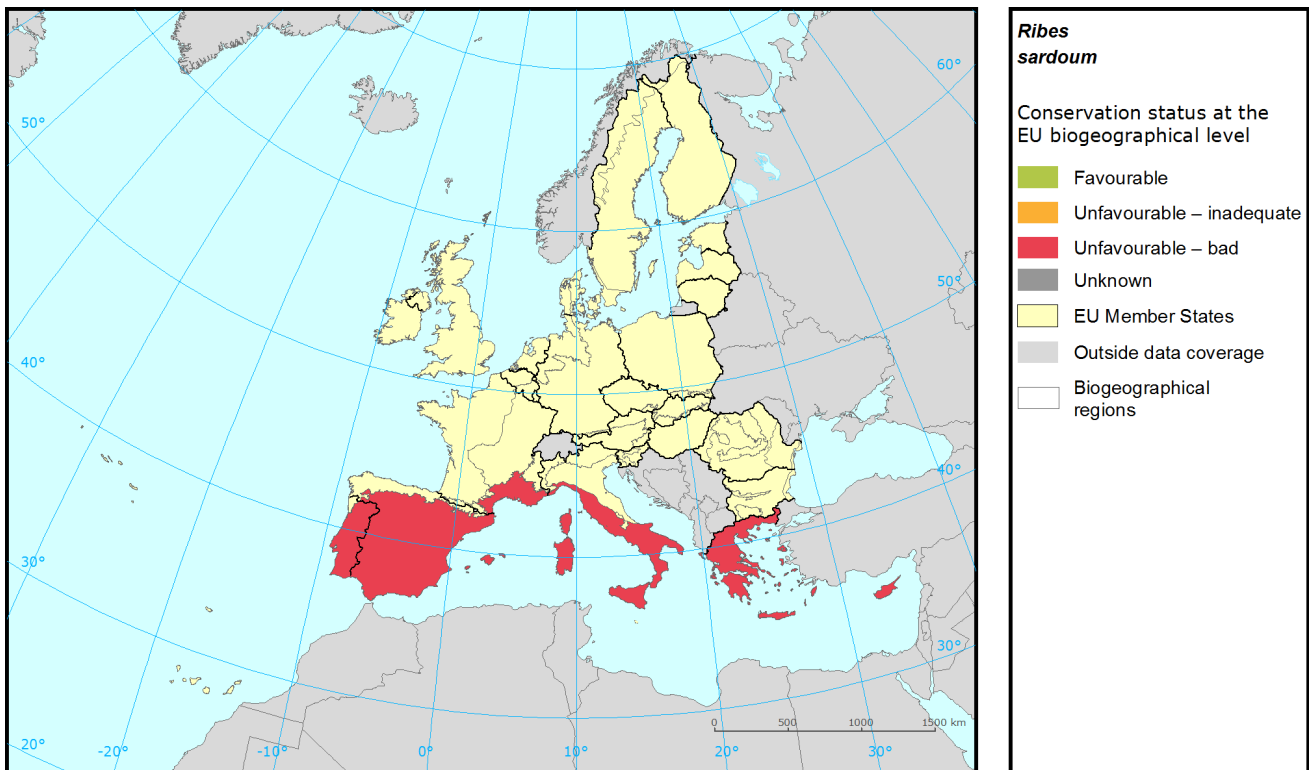 Ribes
sardoum
Conservation status at the
EU biogeographical level
Favourable
Unfavourable – inadequate
Unfavourable – bad
Unknown
EU Member States
Outside data coverage
Biogeographical
regions
60°
50°
50°
40°
40°
30°
30°
20°
-20°
-10°
0°
10°
20°
30°
0 500 1000 1500 km